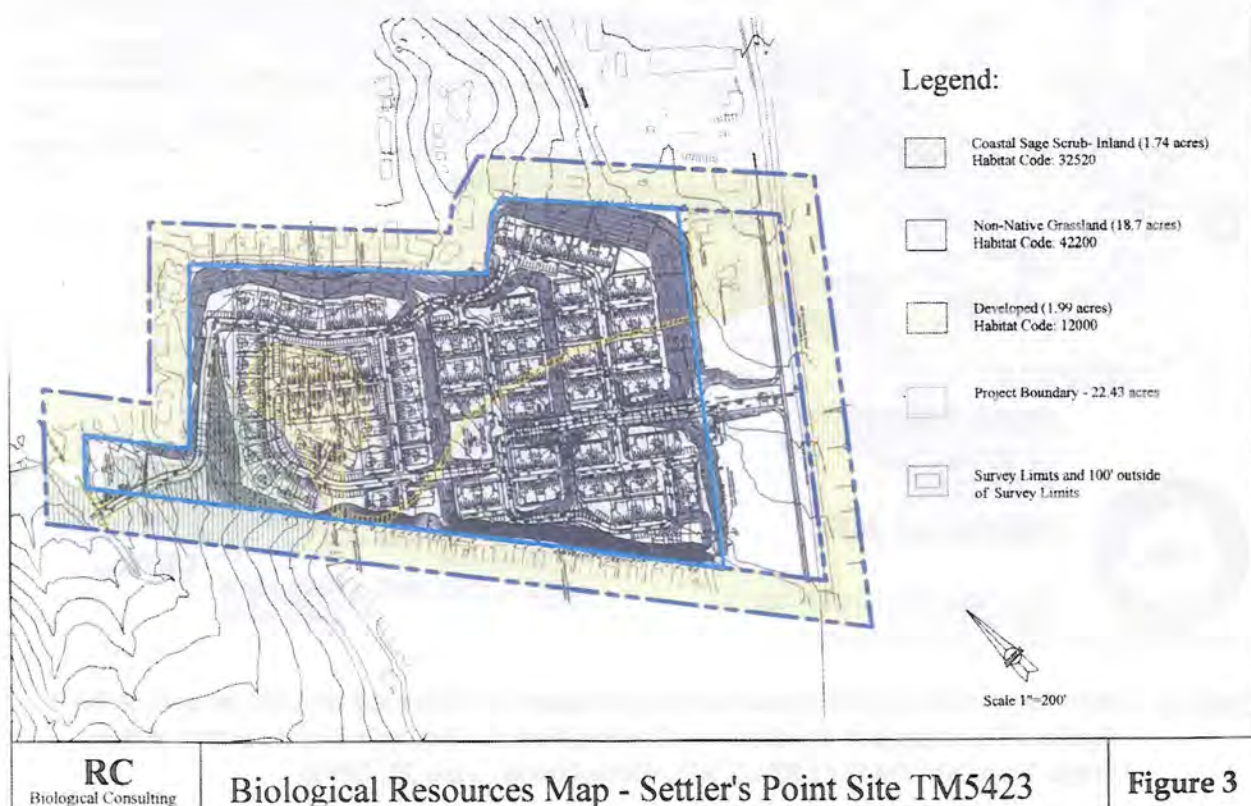 Legend:
Coastal Sage Scrub- Inland (1.74 acres)
Habitat Code: 32520
Non-Native Grassland (18.7 acres)
Habitat Code: 42200
Developed (1.99 acres)
Habitat Code: 12000
Project Boundary - 22.43 acres
Survey Limits and 100' outside
of Survey Limits
Scale 1"=200'
RC
Biological Consulting
Biological Resources Map - Settler's Point Site TM5423
Figure 3